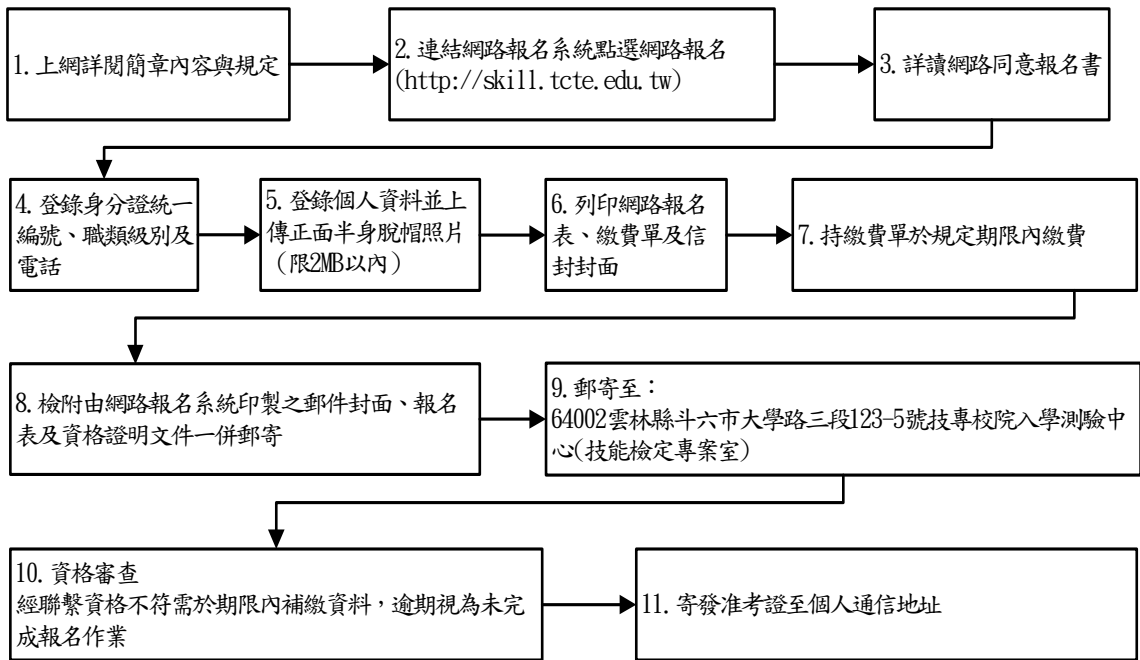 1. 上網詳閱簡章內容與規定
2. 連結網路報名系統點選網路報名
(http://skill.tcte.edu.tw)
3. 詳讀網路同意報名書
4. 登錄身分證統一
編號、職類級別及
電話
5. 登錄個人資料並上
傳正面半身脫帽照片
（限2MB以內）
6. 列印網路報名
表、繳費單及信
封封面
7. 持繳費單於規定期限內繳費
8. 檢附由網路報名系統印製之郵件封面、報名
表及資格證明文件一併郵寄
9. 郵寄至：
64002雲林縣斗六市大學路三段123-5號技專校院入學測驗中
心(技能檢定專案室)
10. 資格審查
經聯繫資格不符需於期限內補繳資料，逾期視為未完
成報名作業
11. 寄發准考證至個人通信地址